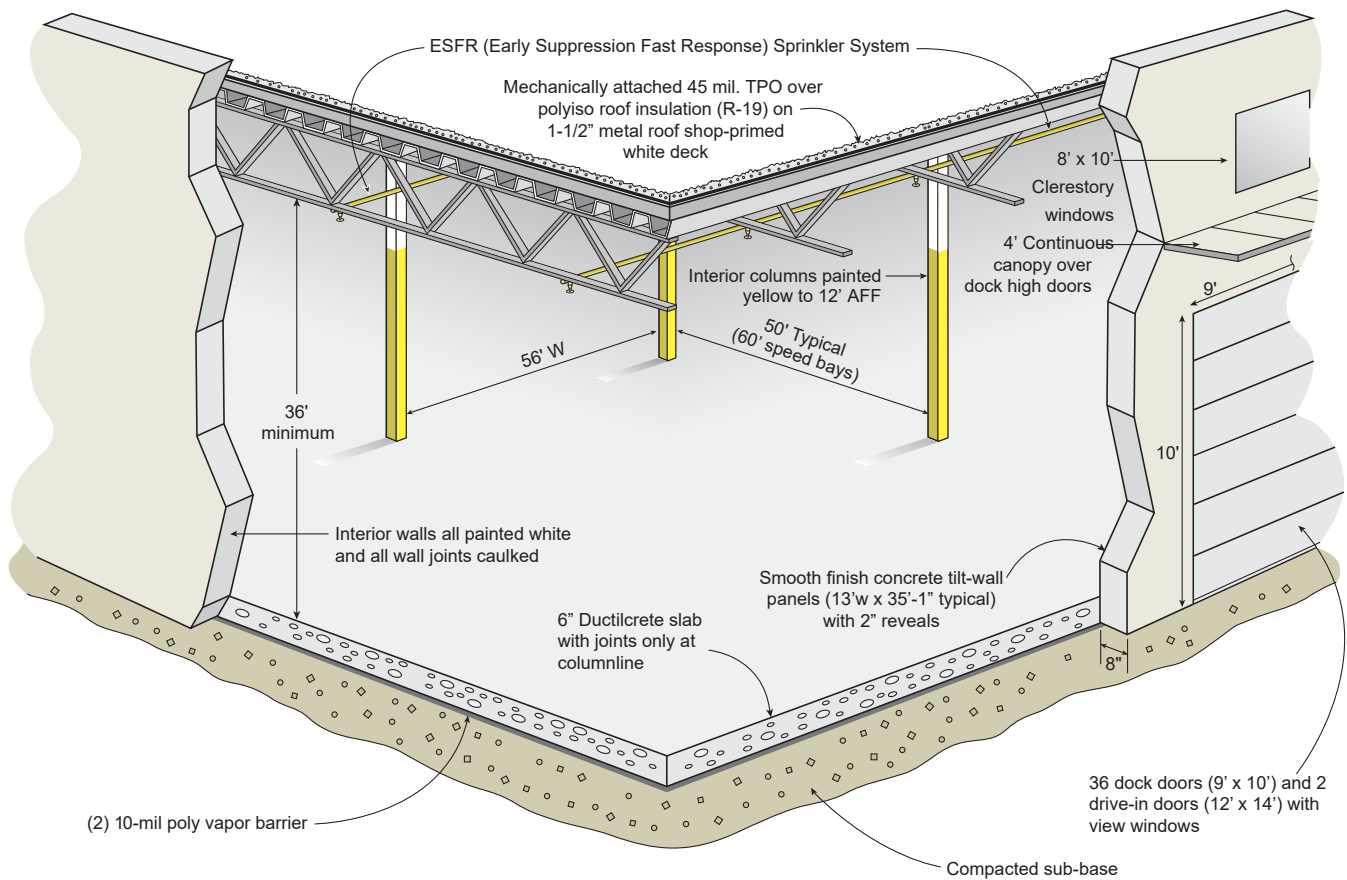 ESFR (Early Suppression Fast Response) Sprinkler System
Mechanically attached 45 mil. TPO over
polyiso roof insulation (R-19) on
1-1/2” metal roof shop-primed
white deck
8’ x 10’
Clerestory
windows
4’ Continuous
canopy over
dock high doors
9'
Interior columns painted
yellow to 12’ AFF
56' W
50' Typical
(60’ speed bays)
36'
minimum
10'
Interior walls all painted white
and all wall joints caulked
Smooth finish concrete tilt-wall
panels (13’w x 35’-1” typical)
with 2” reveals
6” Ductilcrete slab
with joints only at
columnline
8"
36 dock doors (9’ x 10’) and 2
drive-in doors (12’ x 14’) with
view windows
(2) 10-mil poly vapor barrier
Compacted sub-base